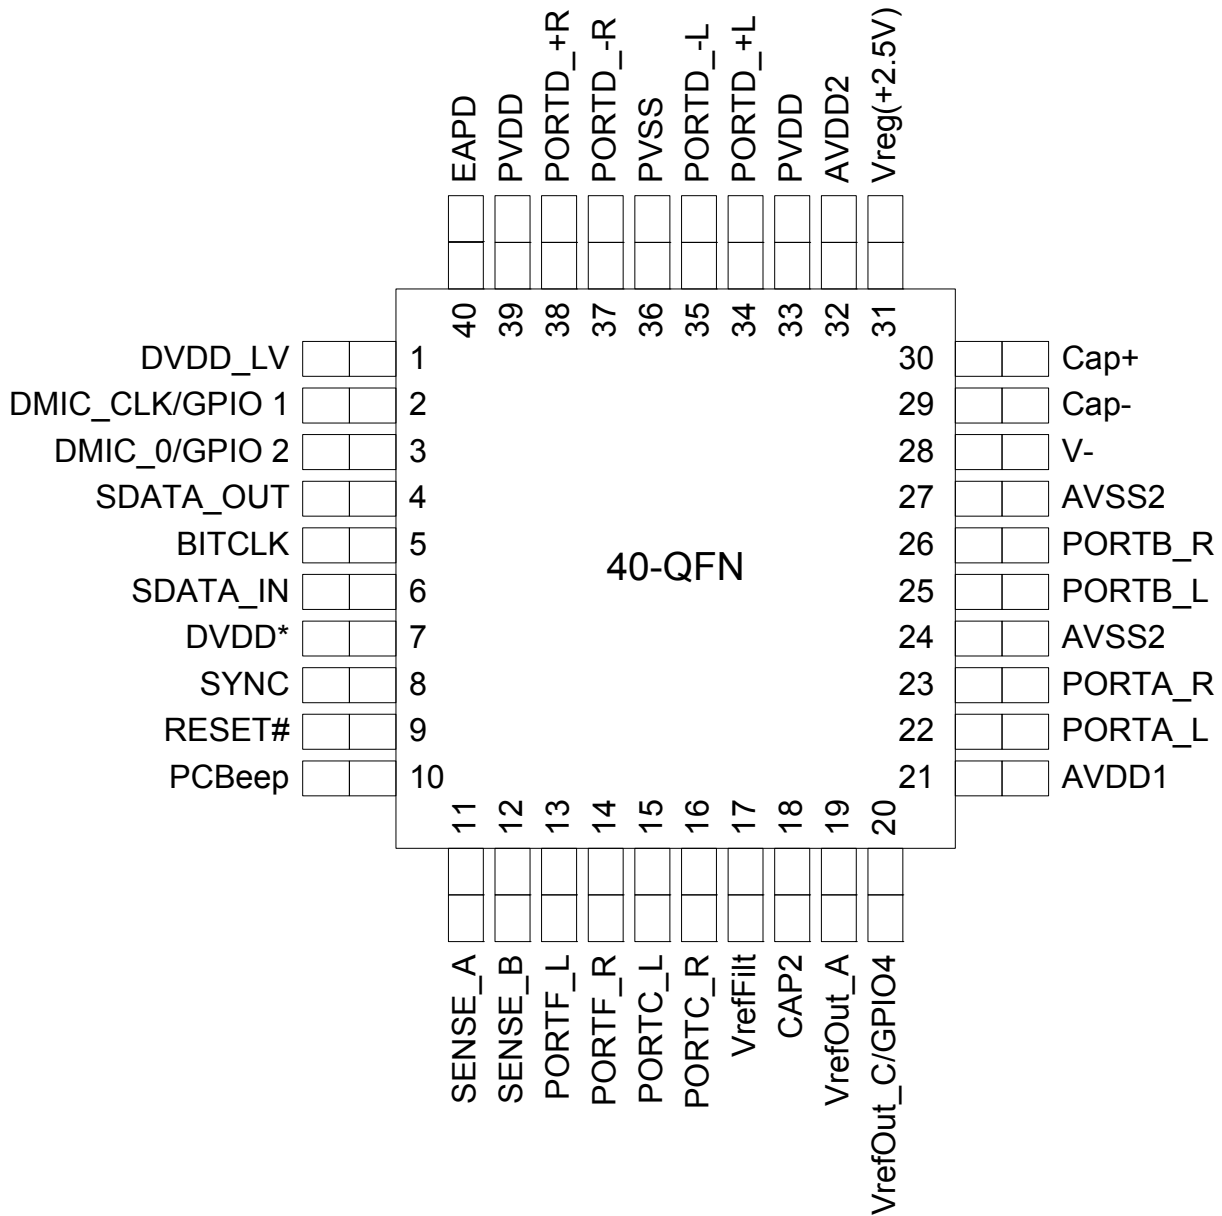 EAPD
PVDD
PORTD_+R
PORTD_-R
PVSS
PORTD_-L
PORTD_+L
PVDD
AVDD2
Vreg(+2.5V)
40
39
38
37
36
35
34
33
32
31
DVDD_LV 1
DMIC_CLK/GPIO 1 2
DMIC_0/GPIO 2 3
SDATA_OUT 4
BITCLK 5
SDATA_IN 6
DVDD* 7
SYNC 8
RESET# 9
PCBeep 10
40-QFN
30 Cap+
29 Cap-
28 V-
27 AVSS2
26 PORTB_R
25 PORTB_L
24 AVSS2
23 PORTA_R
22 PORTA_L
21 AVDD1
11
12
13
14
15
16
17
18
19
20
SENSE_A
SENSE_B
PORTF_L
PORTF_R
PORTC_L
PORTC_R
VrefFilt
CAP2
VrefOut_A
VrefOut_C/GPIO4